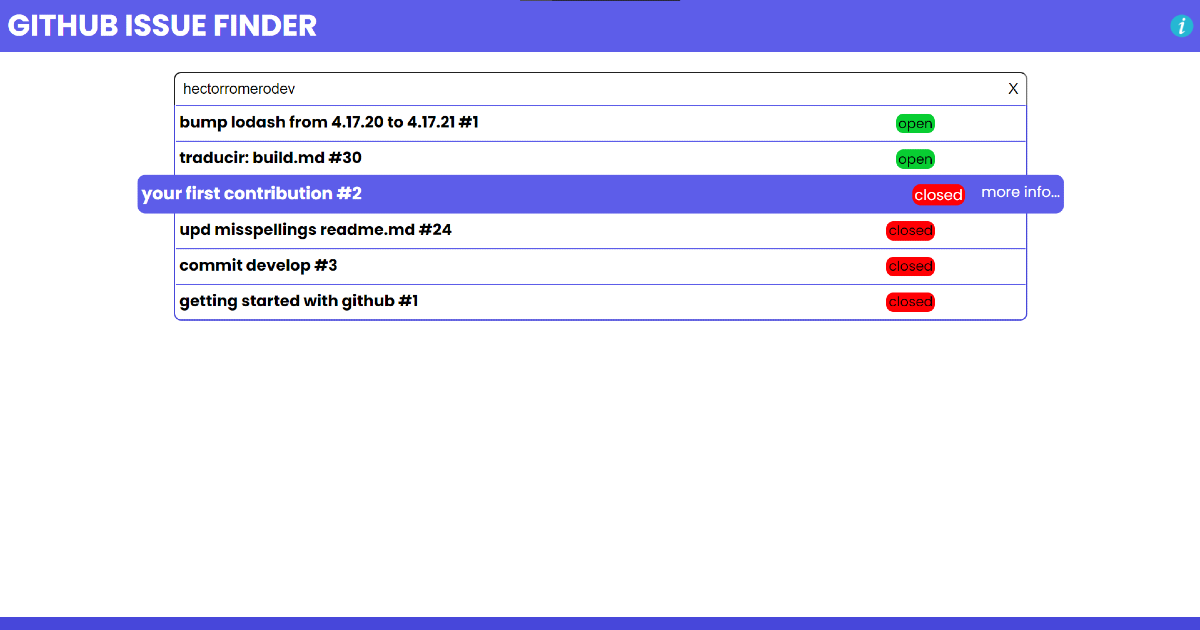 GITHUB ISSUE FINDER i
hectorromerodev X
bump lodash from 4.17.20 to 4.17.21 #1 open
traducir: build.md #30 open
your first contribution #2 closed more info...
upd misspellings readme.md #24 closed
commit develop #3 closed
getting started with github #1 closed